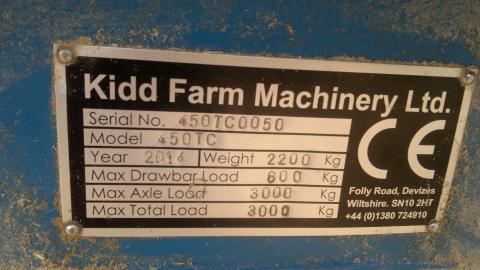 Kidd Farm Machinery Ltd.
Serial No. 450TC0050
Model 450TC
Year 2014 Weight 2200 Kg
Max Drawbar Load 600 Kg
Max Axle Load 3000 Kg
Max Total Load 3000 Kg
CE
Folly Road, Devizes
Wiltshire. SN10 2HT
+44 (0)1380 724910